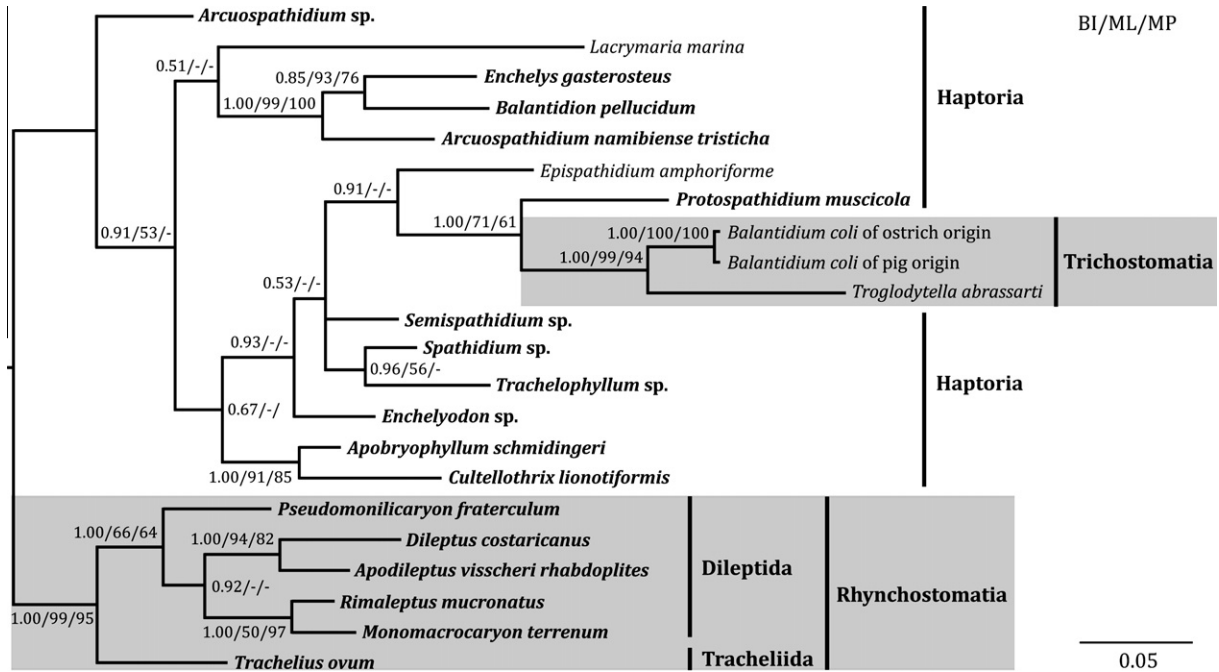 Arcuospathidium sp.
BI/ML/MP
Lacrymaria marina
0.51/-/-
0.85/93/76
Enchelys gasterosteus
1.00/99/100
Balantidion pellucidum
Haptoria
Arcuospathidium namibiense tristicha
Epispathidium amphoriforme
0.91/-/-
Protospathidium muscicola
1.00/71/61
0.91/53/-
1.00/100/100
Balantidium coli of ostrich origin
1.00/99/94
Balantidium coli of pig origin
Trichostomatia
Troglodytella abrassarti
0.53/-/-
Semispathidium sp.
0.93/-/-
Spathidium sp.
0.96/56/-
Trachelophyllum sp.
Haptoria
0.67/-/
Enchelyodon sp.
Apobryophyllum schmidingeri
1.00/91/85
Cultellothrix lionotiformis
Pseudomonilicaryon fraterculum
1.00/66/64
1.00/94/82
Dileptus costaricanus
Apodileptus visscheri rhabdoplites
Dileptida
0.92/-/-
Rhynchostomatia
Rimaleptus mucronatus
1.00/99/95
1.00/50/97
Monomacrocaryon terrenum
Trachelius ovum
Tracheliida
0.05